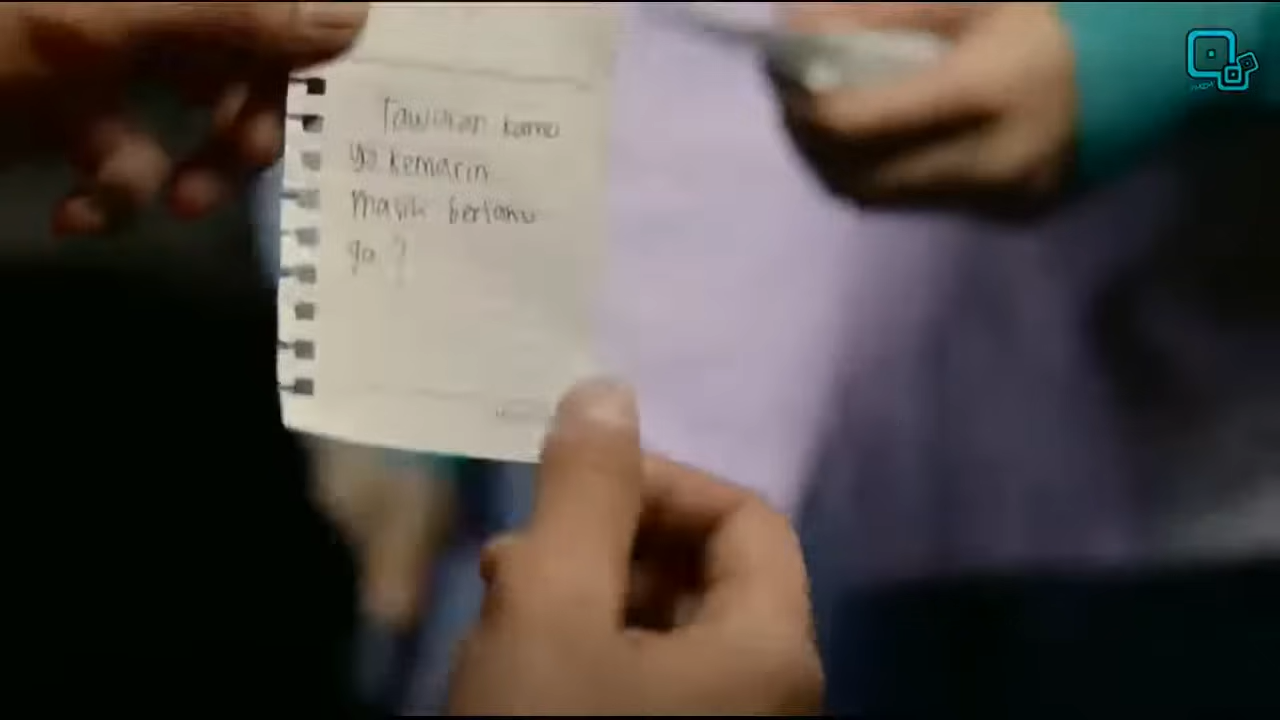 Tawaran kamu
yg kemarin
masih berlaku
ga ?